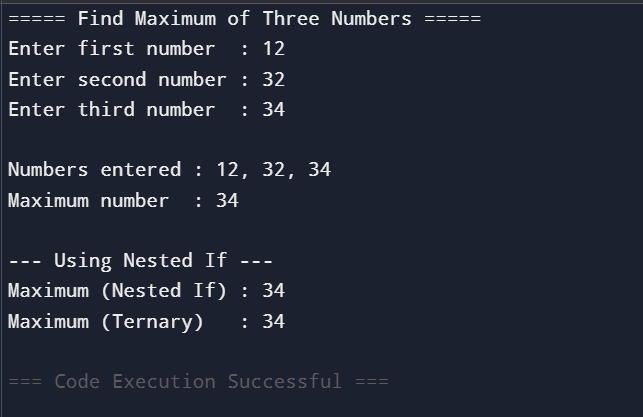 ===== Find Maximum of Three Numbers =====
Enter first number  : 12
Enter second number : 32
Enter third number  : 34
Numbers entered : 12, 32, 34
Maximum number  : 34
--- Using Nested If ---
Maximum (Nested If) : 34
Maximum (Ternary)   : 34
=== Code Execution Successful ===